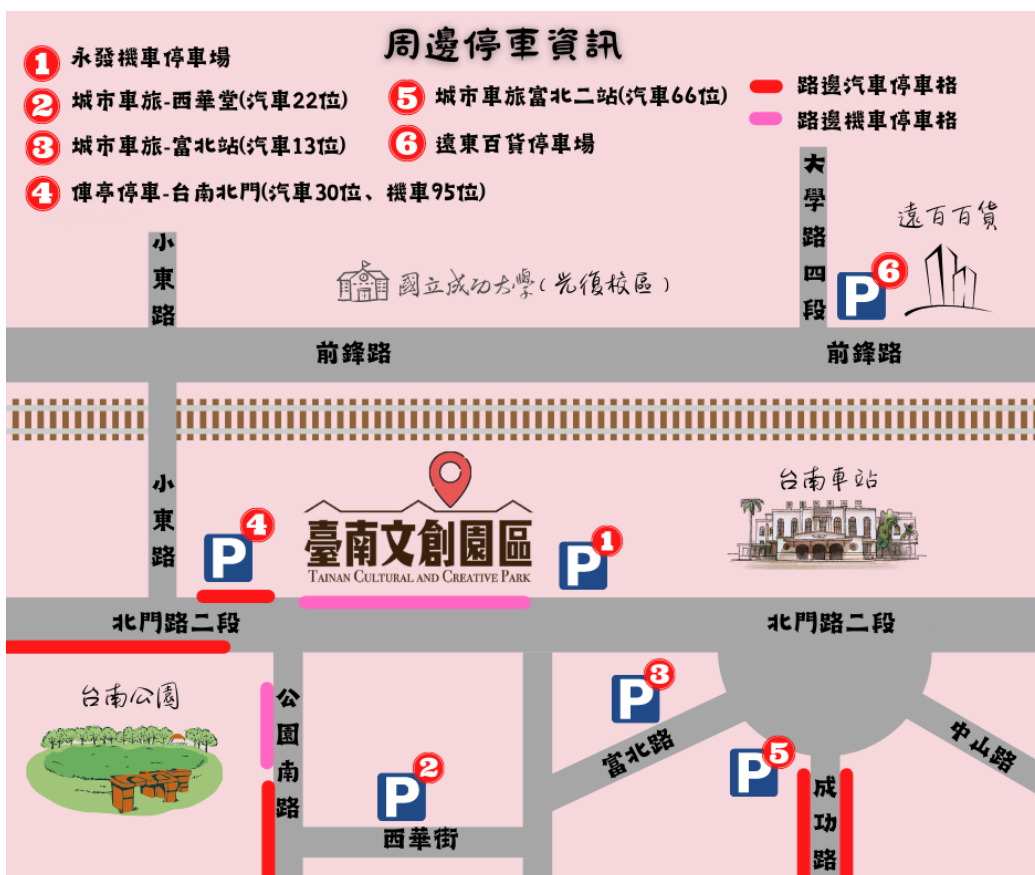 周邊停車資訊
1 永發機車停車場
2 城市車旅-西華堂(汽車22位)
3 城市車旅-富北站(汽車13位)
4 俥亭停車-台南北門(汽車30位、機車95位)
5 城市車旅富北二站(汽車66位)
6 遠東百貨停車場
路邊汽車停車格
路邊機車停車格
小東路
國立成功大學(光復校區)
大學路四段
遠百百貨
P 6
前鋒路
前鋒路
小東路
P 4
臺南文創園區
TAINAN CULTURAL AND CREATIVE PARK
P 1
台南車站
北門路二段
北門路二段
台南公園
公園南路
P 2
西華街
P 3
富北路
P 5
成功路
中山路